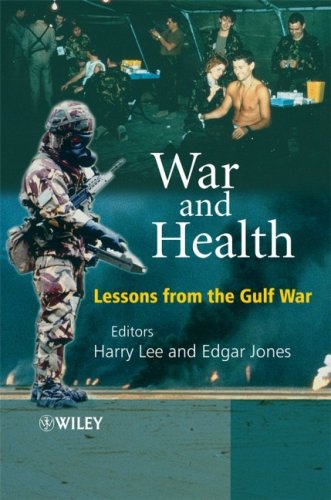 War
and
Health
Lessons from the Gulf War
Editors
Harry Lee and Edgar Jones
WILEY